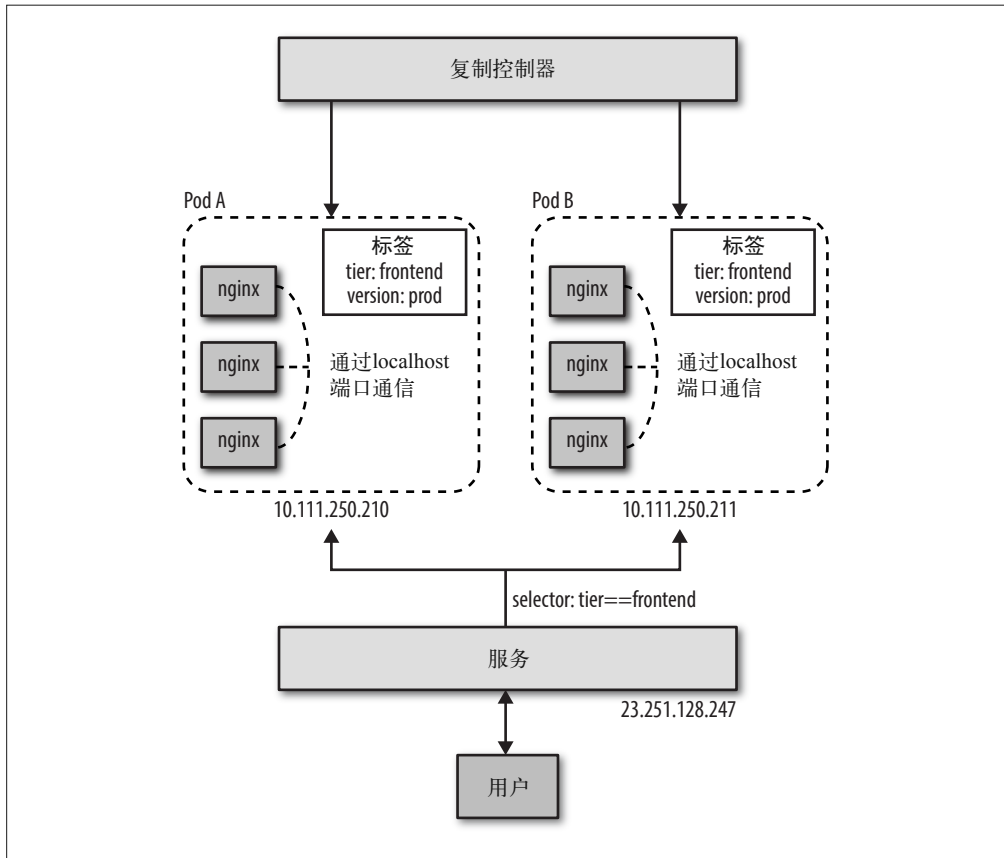 复制控制器
Pod A
标签
tier: frontend
version: prod
nginx
nginx
nginx
通过localhost
端口通信
10.111.250.210
Pod B
标签
tier: frontend
version: prod
nginx
nginx
nginx
通过localhost
端口通信
10.111.250.211
selector: tier==frontend
服务
23.251.128.247
用户